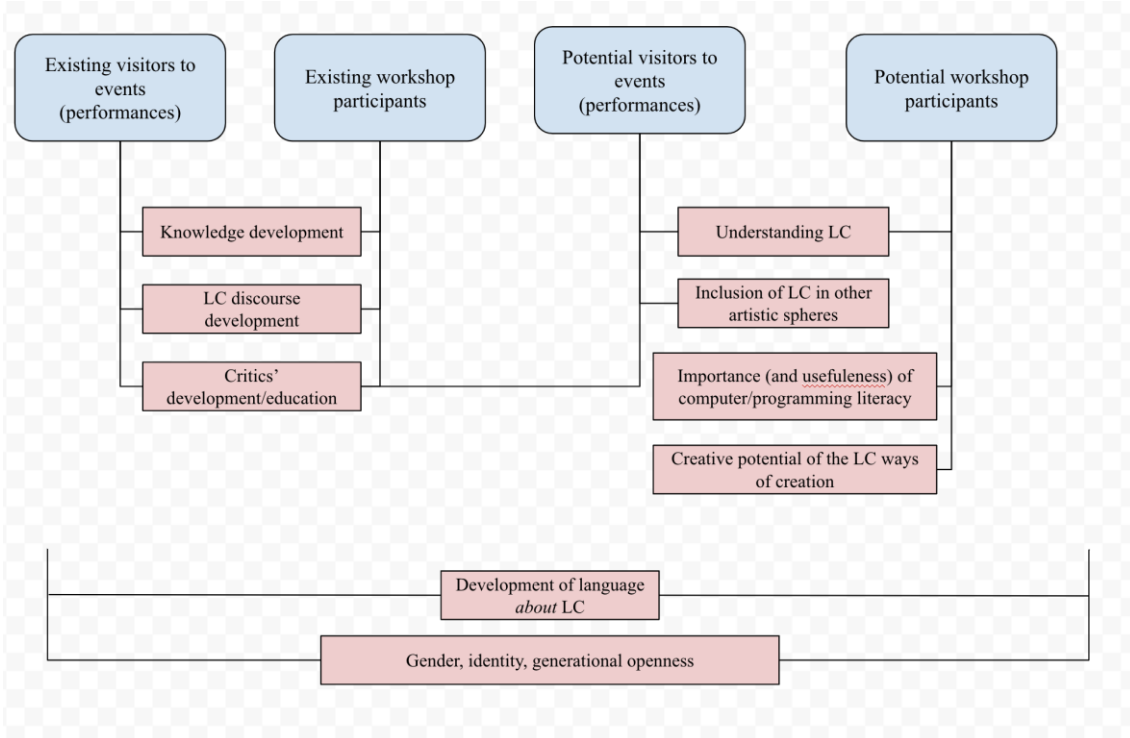 Existing visitors to
events
(performances)
Existing workshop
participants
Potential visitors to
events
(performances)
Potential workshop
participants
Knowledge development
LC discourse
development
Critics’
development/education
Understanding LC
Inclusion of LC in other
artistic spheres
Importance (and usefuleness) of
computer/programming literacy
Creative potential of the LC ways
of creation
Development of language
about LC
Gender, identity, generational openness